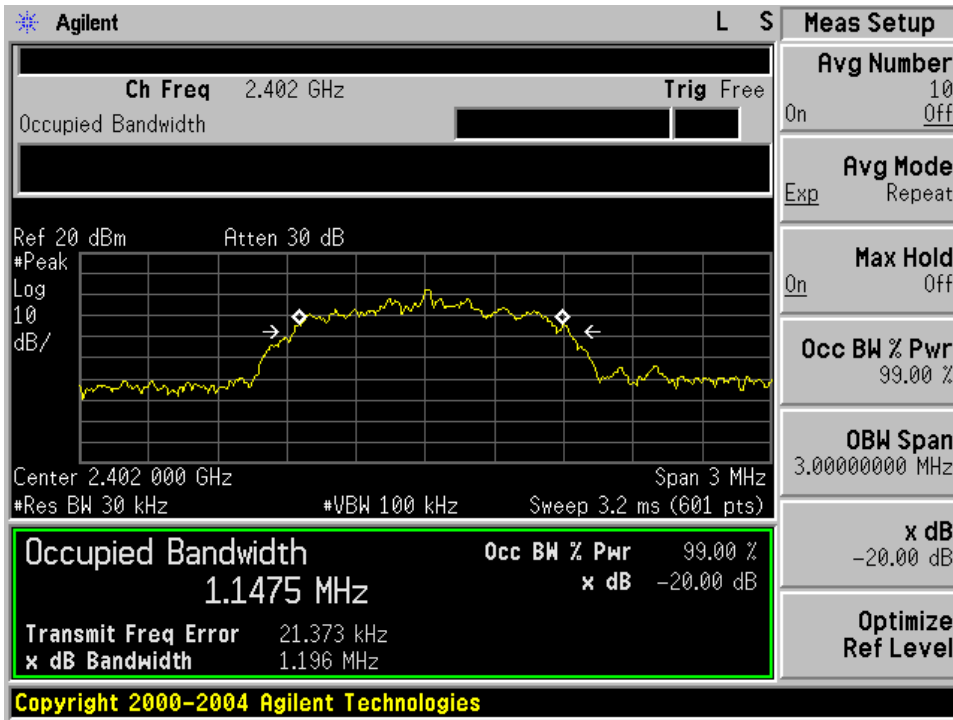 Agilent L S
Ch Freq 2.402 GHz Trig Free
Occupied Bandwidth
Ref 20 dBm Atten 30 dB
#Peak
Log
10
dB/
Center 2.402 000 GHz Span 3 MHz
#Res BW 30 kHz #VBW 100 kHz Sweep 3.2 ms (601 pts)
Occupied Bandwidth Occ BW % Pwr 99.00 %
1.1475 MHz x dB -20.00 dB
Transmit Freq Error 21.373 kHz
x dB Bandwidth 1.196 MHz
Copyright 2000-2004 Agilent Technologies
Meas Setup
Avg Number
10
On Off
Avg Mode
Exp Repeat
Max Hold
On Off
Occ BW % Pwr
99.00 %
OBW Span
3.00000000 MHz
x dB
-20.00 dB
Optimize
Ref Level